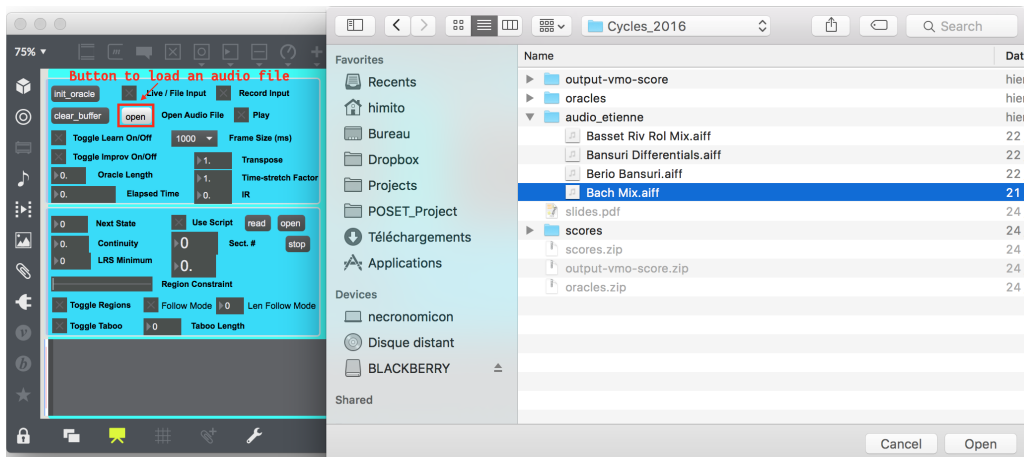 75%
Button to load an audio file
init_oracle Live / File Input Record Input
clear_buffer open Open Audio File Play
Toggle Learn On/Off 1000 Frame Size (ms)
Toggle Improv On/Off 1. Transpose
0. Oracle Length 1. Time-stretch Factor
0. Elapsed Time 0. IR
0 Next State Use Script read open
0. Continuity 0 Sect. # stop
0 LRS Minimum 0.
Region Constraint
Toggle Regions Follow Mode 0 Len Follow Mode
Toggle Taboo 0 Taboo Length
Cycles_2016
Search
Favorites
Recents
himito
Bureau
Dropbox
Projects
POSET_Project
Téléchargements
Applications
Devices
necronomicon
Disque distant
BLACKBERRY
Shared
Name Dat
output-vmo-score hier
oracles hier
audio_etienne hier
Basset Riv Rol Mix.aiff 22
Bansuri Differentials.aiff 22
Berio Bansuri.aiff 22
Bach Mix.aiff 21
slides.pdf 24
scores 24
scores.zip 24
output-vmo-score.zip 24
oracles.zip 24
Cancel Open